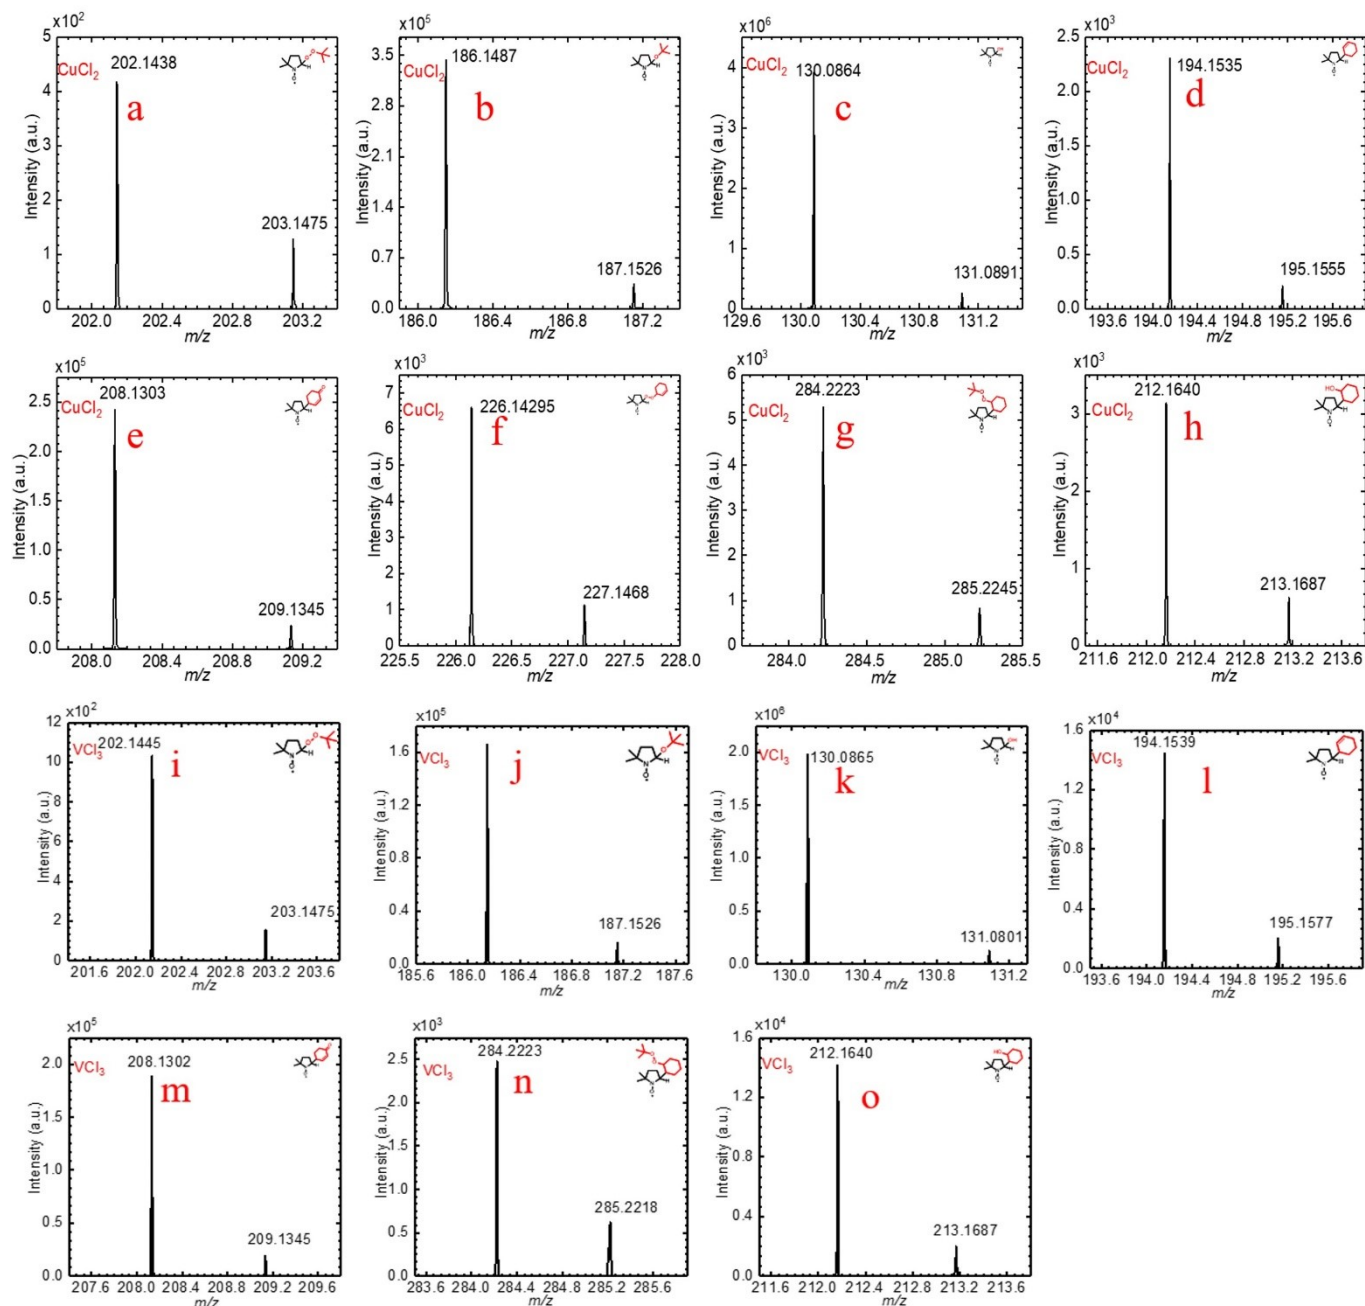 x10²
5
4
3
2
1
0
Intensity (a.u.)
CuCl₂
202.1438
a
203.1475
202.0 202.4 202.8 203.2
m/z
x10⁵
3.5
2.8
2.1
1.4
0.7
0.0
Intensity (a.u.)
CuCl₂
186.1487
b
187.1526
186.0 186.4 186.8 187.2
m/z
x10⁶
4
3
2
1
0
Intensity (a.u.)
CuCl₂
130.0864
c
131.0891
129.6 130.0 130.4 130.8 131.2
m/z
x10³
2.5
2.0
1.5
1.0
0.5
0.0
Intensity (a.u.)
CuCl₂
194.1535
d
195.1555
193.6 194.0 194.4 194.8 195.2 195.6
m/z
x10⁵
2.5
2.0
1.5
1.0
0.5
0.0
Intensity (a.u.)
CuCl₂
208.1303
e
209.1345
208.0 208.4 208.8 209.2
m/z
x10³
7
6
5
4
3
2
1
0
Intensity (a.u.)
CuCl₂
226.14295
f
227.1468
225.5 226.0 226.5 227.0 227.5 228.0
m/z
x10³
6
5
4
3
2
1
0
Intensity (a.u.)
CuCl₂
284.2223
g
285.2245
284.0 284.5 285.0 285.5
m/z
x10³
3
2
1
0
Intensity (a.u.)
CuCl₂
212.1640
HO
h
213.1687
211.6 212.0 212.4 212.8 213.2 213.6
m/z
x10²
12
10
8
6
4
2
0
Intensity (a.u.)
VCl₃
202.1445
i
203.1475
201.6 202.0 202.4 202.8 203.2 203.6
m/z
x10⁵
1.6
1.2
0.8
0.4
0.0
Intensity (a.u.)
VCl₃
j
187.1526
185.6 186.0 186.4 186.8 187.2 187.6
m/z
x10⁶
2.0
1.5
1.0
0.5
0.0
Intensity (a.u.)
VCl₃
130.0865
OH
k
131.0801
130.0 130.4 130.8 131.2
m/z
x10⁴
1.6
1.2
0.8
0.4
0.0
Intensity (a.u.)
VCl₃
194.1539
l
195.1577
193.6 194.0 194.4 194.8 195.2 195.6
m/z
x10⁵
2.0
1.5
1.0
0.5
0.0
Intensity (a.u.)
VCl₃
208.1302
m
209.1345
207.6 208.0 208.4 208.8 209.2 209.6
m/z
x10³
2.5
2.0
1.5
1.0
0.5
0.0
Intensity (a.u.)
VCl₃
284.2223
n
285.2218
283.6 284.0 284.4 284.8 285.2 285.6
m/z
x10⁴
1.6
1.2
0.8
0.4
0.0
Intensity (a.u.)
VCl₃
212.1640
HO
o
213.1687
211.6 212.0 212.4 212.8 213.2 213.6
m/z